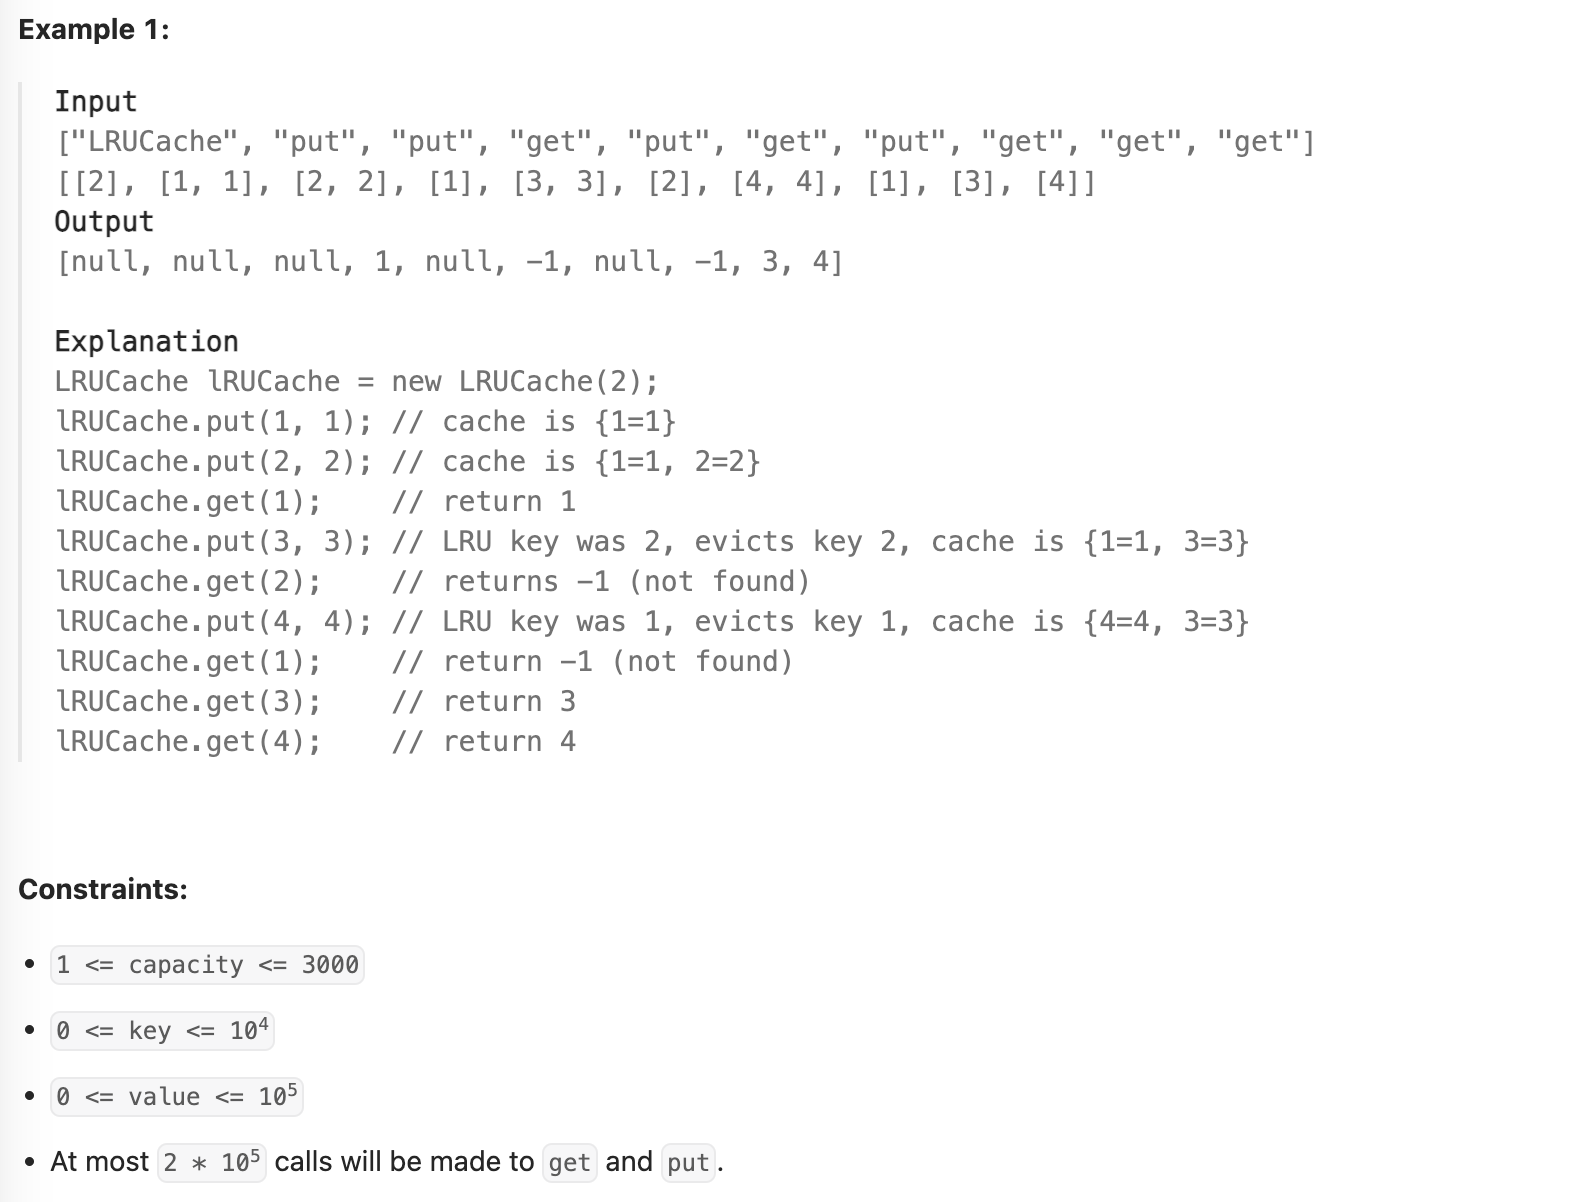 Example 1:
Input
["LRUCache", "put", "put", "get", "put", "get", "put", "get", "get", "get"]
[[2], [1, 1], [2, 2], [1], [3, 3], [2], [4, 4], [1], [3], [4]]
Output
[null, null, null, 1, null, -1, null, -1, 3, 4]
Explanation
LRUCache lRUCache = new LRUCache(2);
lRUCache.put(1, 1); // cache is {1=1}
lRUCache.put(2, 2); // cache is {1=1, 2=2}
lRUCache.get(1);    // return 1
lRUCache.put(3, 3); // LRU key was 2, evicts key 2, cache is {1=1, 3=3}
lRUCache.get(2);    // returns -1 (not found)
lRUCache.put(4, 4); // LRU key was 1, evicts key 1, cache is {4=4, 3=3}
lRUCache.get(1);    // return -1 (not found)
lRUCache.get(3);    // return 3
lRUCache.get(4);    // return 4
Constraints:
• 1 <= capacity <= 3000
• 0 <= key <= 10⁴
• 0 <= value <= 10⁵
• At most 2 * 10⁵ calls will be made to get and put.